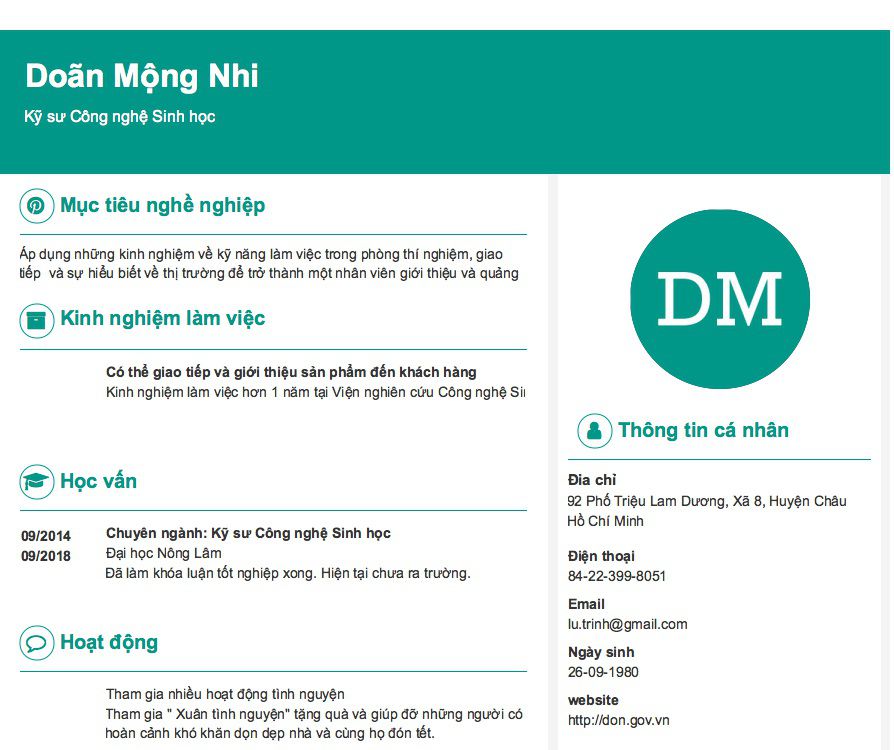 Doãn Mộng Nhi
Kỹ sư Công nghệ Sinh học
Mục tiêu nghề nghiệp
Áp dụng những kinh nghiệm về kỹ năng làm việc trong phòng thí nghiệm, giao
tiếp và sự hiểu biết về thị trường để trở thành một nhân viên giới thiệu và quảng
Kinh nghiệm làm việc
Có thể giao tiếp và giới thiệu sản phẩm đến khách hàng
Kinh nghiệm làm việc hơn 1 năm tại Viện nghiên cứu Công nghệ
Học vấn
09/2014 Chuyên ngành: Kỹ sư Công nghệ Sinh học
09/2018 Đại học Nông Lâm
Đã làm khóa luận tốt nghiệp xong. Hiện tại chưa ra trường.
Hoạt động
Tham gia nhiều hoạt động tình nguyện
Tham gia " Xuân tình nguyện" tặng quà và giúp đỡ những người có
hoàn cảnh khó khăn dọn dẹp nhà và cùng họ đón tết.
DM
Thông tin cá nhân
Đia chỉ
92 Phố Triệu Lam Dương, Xã 8, Huyện Châu
Hồ Chí Minh
Điện thoại
84-22-399-8051
Email
lu.trinh@gmail.com
Ngày sinh
26-09-1980
website
http://don.gov.vn